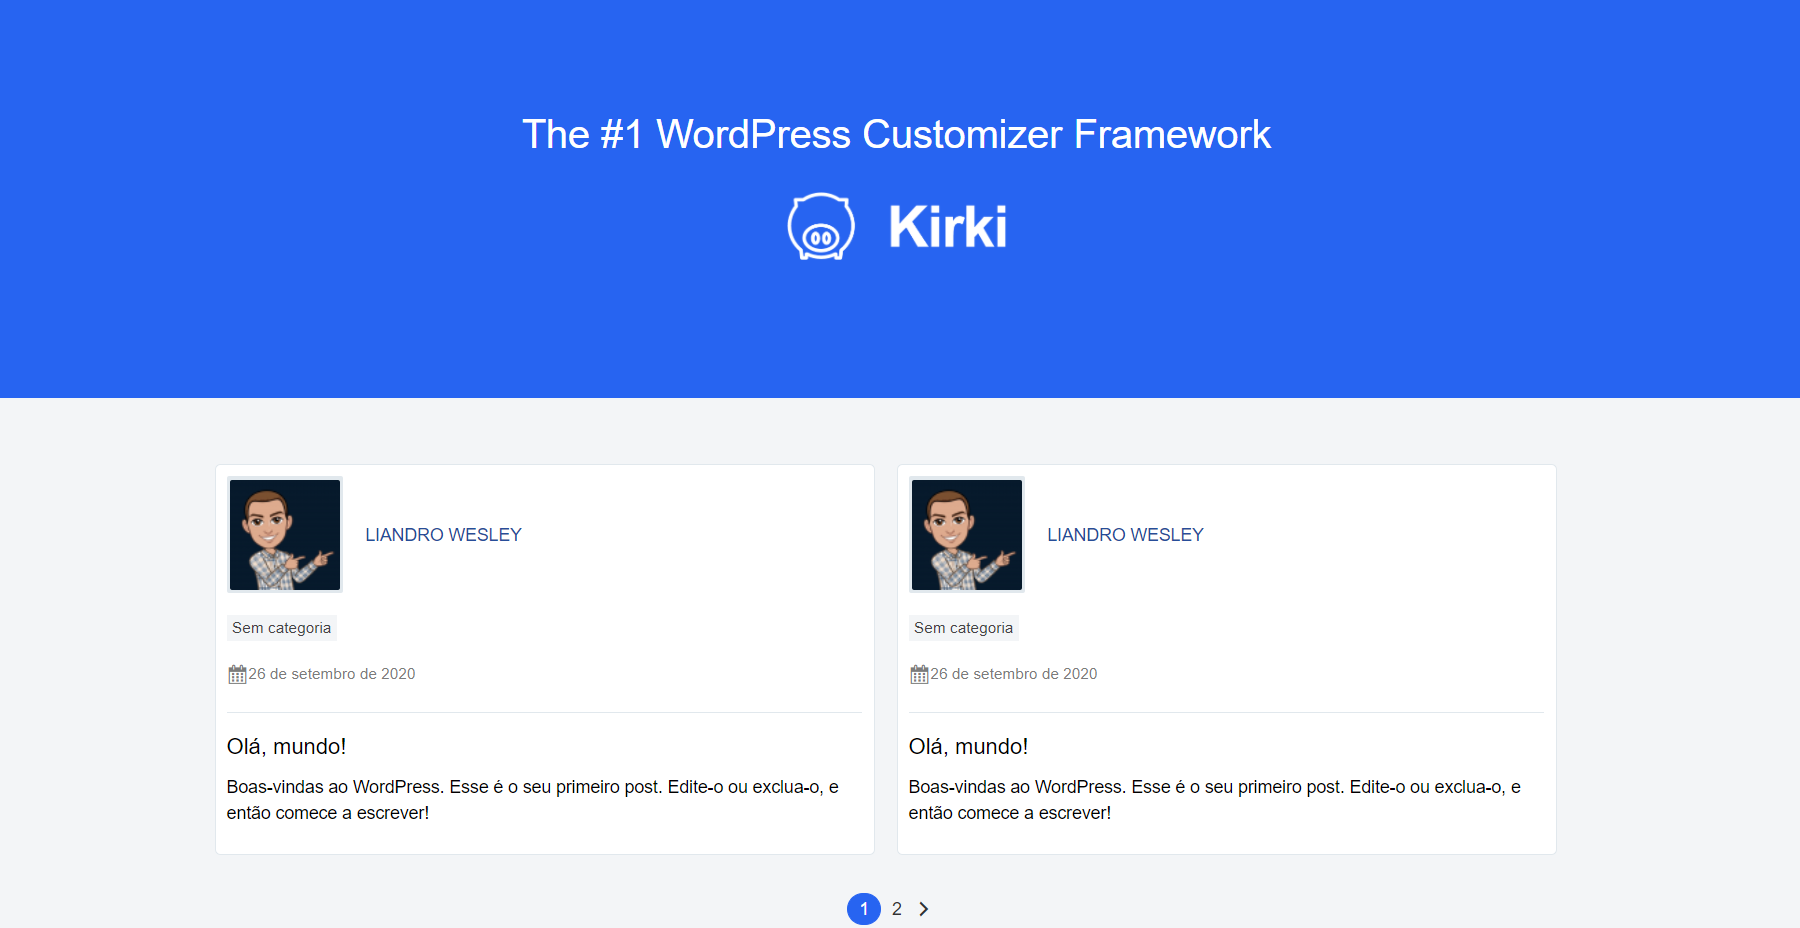 The #1 WordPress Customizer Framework
Kirki
LIANDRO WESLEY
Sem categoria
26 de setembro de 2020
Olá, mundo!
Boas-vindas ao WordPress. Esse é o seu primeiro post. Edite-o ou exclua-o, e
então comece a escrever!
LIANDRO WESLEY
Sem categoria
26 de setembro de 2020
Olá, mundo!
Boas-vindas ao WordPress. Esse é o seu primeiro post. Edite-o ou exclua-o, e
então comece a escrever!
1 2